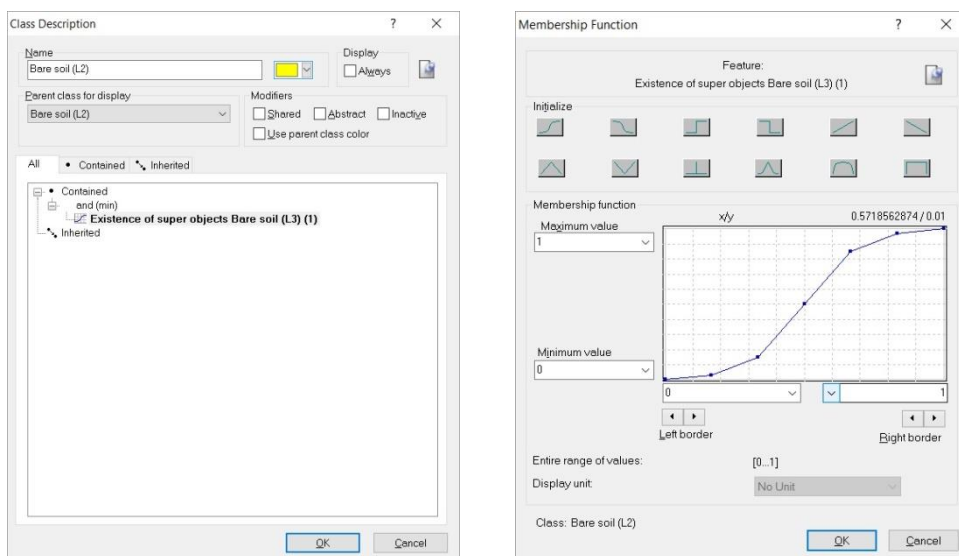 Class Description ? ×
Name
Bare soil (L2)
Display
Always
Parent class for display
Bare soil (L2)
Modifiers
Shared Abstract Inactive
Use parent class color
All Contained Inherited
Contained
and (min)
Existence of super objects Bare soil (L3) (1)
Inherited
OK Cancel
Membership Function ? ×
Feature:
Existence of super objects Bare soil (L3) (1)
Initialize
Membership function
x/y 0.5718562874 / 0.01
Maximum value
1
Minimum value
0
0 1
Left border Right border
Entire range of values: [0...1]
Display unit: No Unit
Class: Bare soil (L2)
OK Cancel